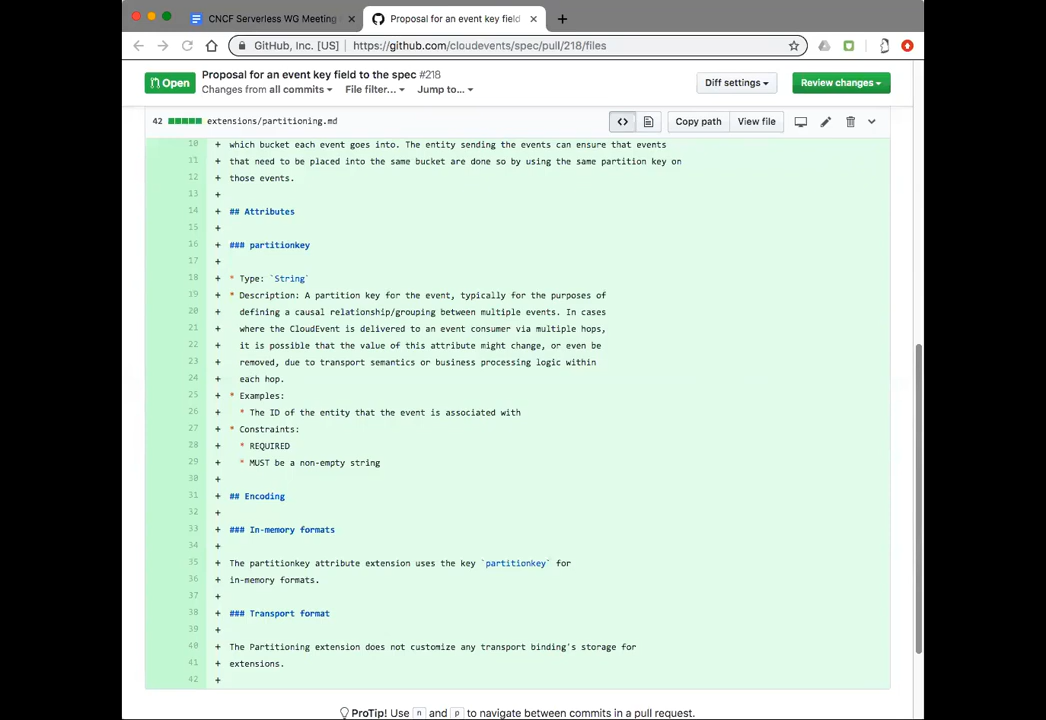 CNCF Serverless WG Meeting
Proposal for an event key field
GitHub, Inc. [US] | https://github.com/cloudevents/spec/pull/218/files
Open
Proposal for an event key field to the spec #218
Changes from all commits File filter... Jump to...
Diff settings
Review changes
42 extensions/partitioning.md
Copy path
View file
10 + which bucket each event goes into. The entity sending the events can ensure that events
11 + that need to be placed into the same bucket are done so by using the same partition key on
12 + those events.
13 +
14 + ## Attributes
15 +
16 + ### partitionkey
17 +
18 + * Type: `String`
19 + * Description: A partition key for the event, typically for the purposes of
20 + defining a causal relationship/grouping between multiple events. In cases
21 + where the CloudEvent is delivered to an event consumer via multiple hops,
22 + it is possible that the value of this attribute might change, or even be
23 + removed, due to transport semantics or business processing logic within
24 + each hop.
25 + * Examples:
26 + * The ID of the entity that the event is associated with
27 + * Constraints:
28 + * REQUIRED
29 + * MUST be a non-empty string
30 +
31 + ## Encoding
32 +
33 + ### In-memory formats
34 +
35 + The partitionkey attribute extension uses the key `partitionkey` for
36 + in-memory formats.
37 +
38 + ### Transport format
39 +
40 + The Partitioning extension does not customize any transport binding's storage for
41 + extensions.
42 +
ProTip! Use n and p to navigate between commits in a pull request.